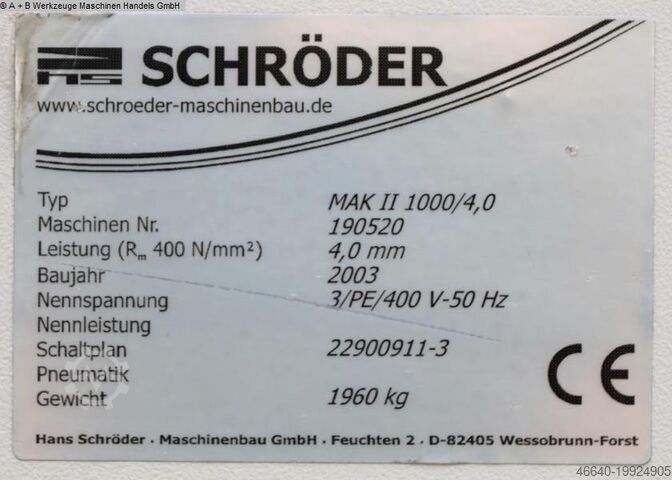 ® A + B Werkzeuge Maschinen Handels GmbH
HS SCHRÖDER
www.schroeder-maschinenbau.de
Typ MAK II 1000/4,0
Maschinen Nr. 190520
Leistung (Rm 400 N/mm²) 4,0 mm
Baujahr 2003
Nennspannung 3/PE/400 V-50 Hz
Nennleistung
Schaltplan 22900911-3
Pneumatik
Gewicht 1960 kg
CE
Hans Schröder · Maschinenbau GmbH · Feuchten 2 · D-82405 Wessobrunn-Forst
46640-19924905